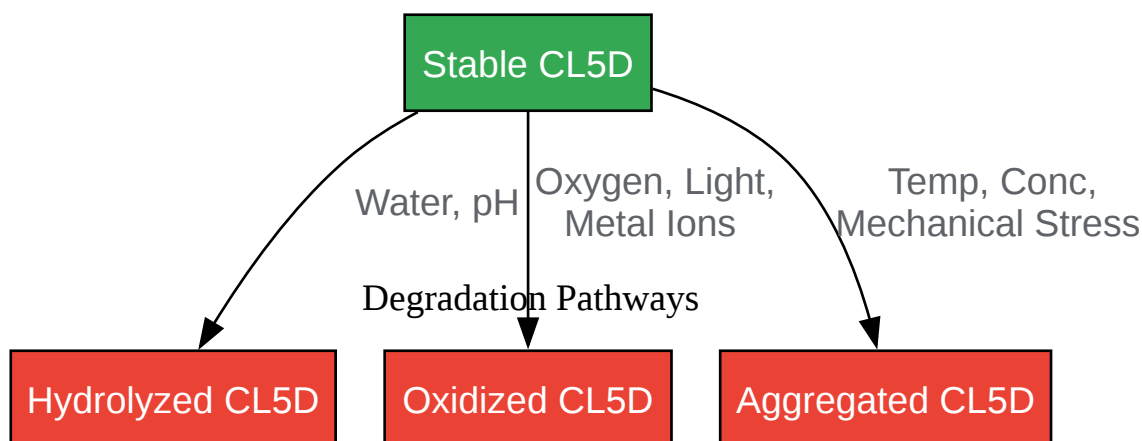 Stable CL5D
Water, pH
Oxygen, Light,
Metal Ions
Temp, Conc,
Mechanical Stress
Degradation Pathways
Hydrolyzed CL5D
Oxidized CL5D
Aggregated CL5D